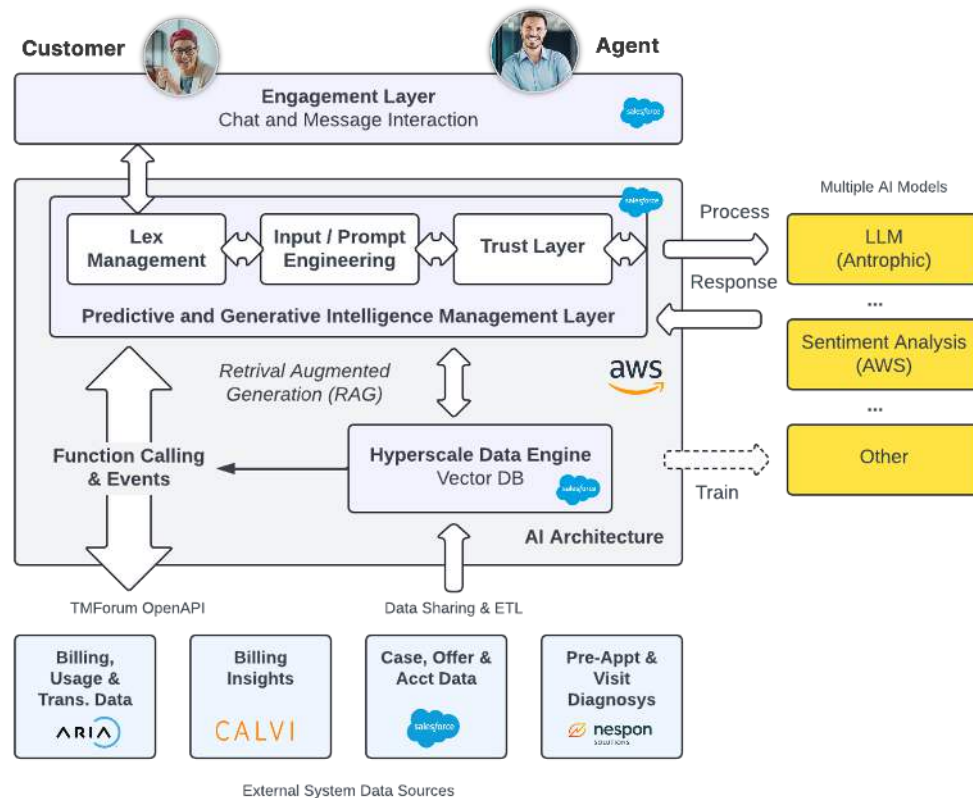 Customer
Agent
Engagement Layer
Chat and Message Interaction
salesforce
salesforce
Multiple AI Models
Lex
Management
Input / Prompt
Engineering
Trust Layer
Predictive and Generative Intelligence Management Layer
Process
Response
LLM
(Antrophic)
...
Sentiment Analysis
(AWS)
...
Other
Retrival Augmented
Generation (RAG)
aws
Function Calling
& Events
Hyperscale Data Engine
Vector DB
salesforce
Train
AI Architecture
TMForum OpenAPI
Data Sharing & ETL
Billing,
Usage &
Trans. Data
ARIA
Billing
Insights
CALVI
Case, Offer &
Acct Data
salesforce
Pre-Appt &
Visit
Diagnosys
nespon
solutions
External System Data Sources